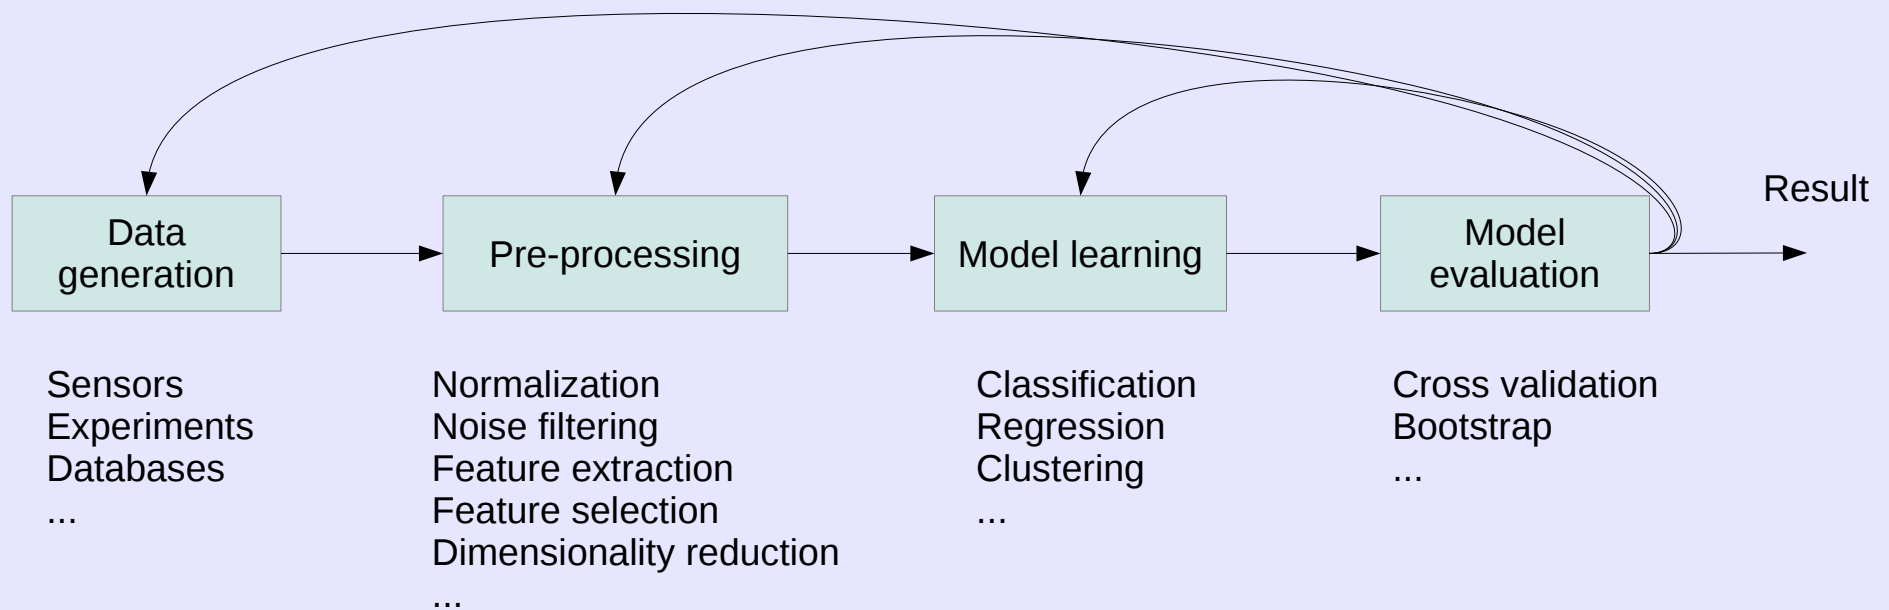 Result
Data
generation
Pre-processing
Model learning
Model
evaluation
Sensors
Experiments
Databases
...
Normalization
Noise filtering
Feature extraction
Feature selection
Dimensionality reduction
...
Classification
Regression
Clustering
...
Cross validation
Bootstrap
...